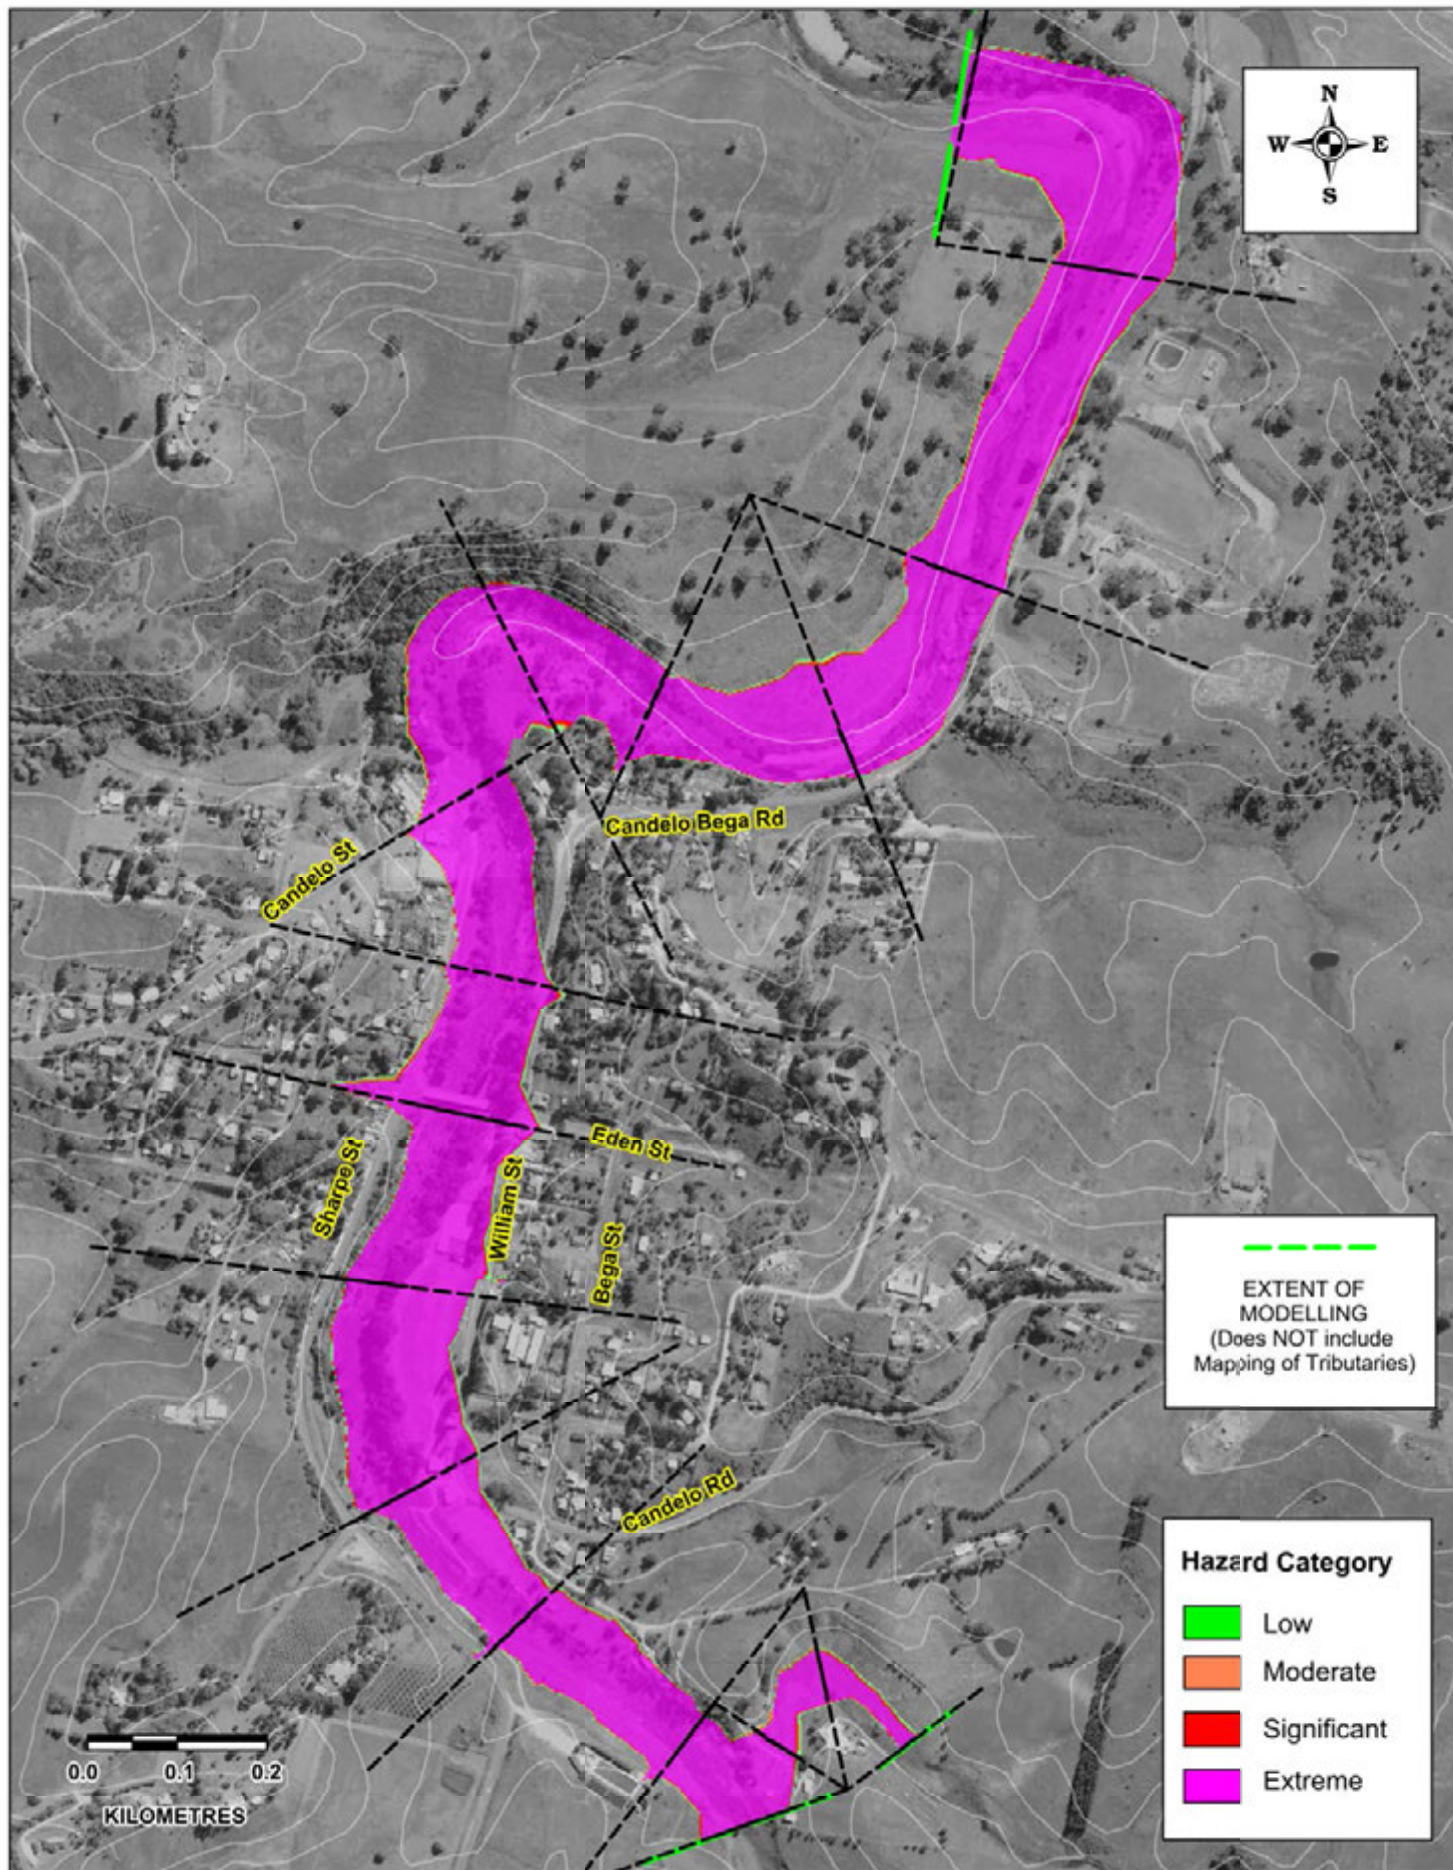 N
W E
S
Candelo Bega Rd
Candelo St
Eden St
Sharpe St
William St
Bega St
EXTENT OF
MODELLING
(Does NOT include
Mapping of Tributaries)
Candelo Rd
Hazard Category
Low
Moderate
Significant
Extreme
0.0 0.1 0.2
KILOMETRES